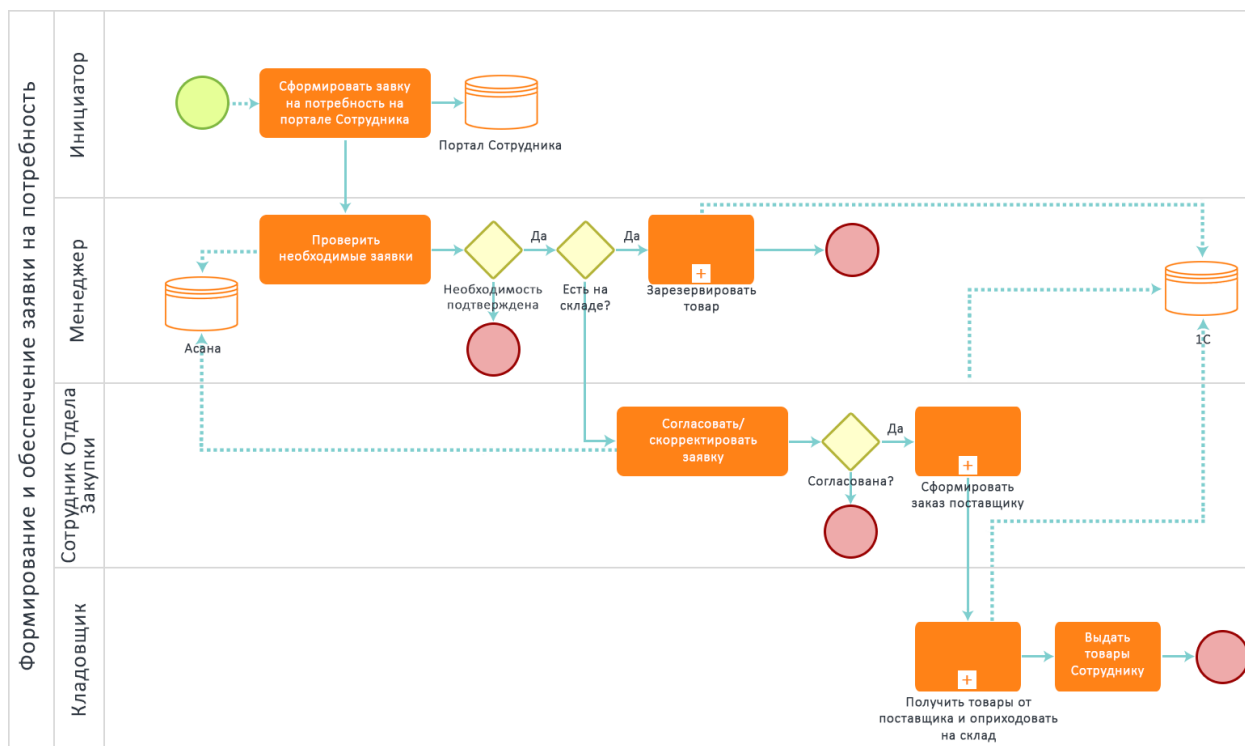 Формирование и обеспечение заявки на потребность
Инициатор
Сформировать завку
на потребность на
портале Сотрудника
Портал Сотрудника
Менеджер
Проверить
необходимые заявки
Да
Да
Необходимость
подтверждена
Есть на
складе?
Зарезервировать
товар
Асана
1С
Сотрудник Отдела
Закупки
Согласовать/
скорректировать
заявку
Да
Согласована?
Сформировать
заказ поставщику
Кладовщик
Выдать
товары
Сотруднику
Получить товары от
поставщика и оприходовать
на склад